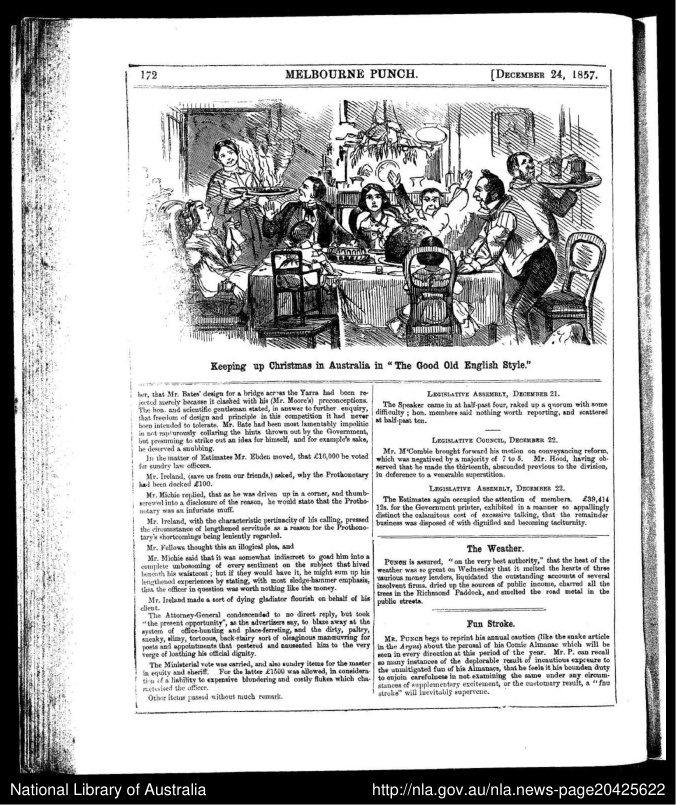 172
MELBOURNE PUNCH.
[DECEMBER 24, 1857.
Keeping up Christmas in Australia in "The Good Old English Style."
her, that Mr. Bates' design for a bridge across the Yarra had been re-
jected merely because it clashed with his (Mr. Moore's) preconceptions.
The hon. and scientific gentleman stated, in answer to further enquiry,
that freedom of design and principle in this competition it had never
been intended to tolerate. Mr. Bate had been most lamentably impolitic
in not rapturously collaring the hints thrown out by the Government,
but presuming to strike out an idea for himself, and for example's sake,
he deserved a snubbing.
In the matter of Estimates Mr. Ebden moved, that £16,000 be voted
for sundry law officers.
Mr. Ireland, (save us from our friends,) asked, why the Prothonotary
had been docked £100.
Mr. Michie replied, that as he was driven up in a corner, and thumb-
screwed into a disclosure of the reason, he would state that the Protho-
notary was an infuriate muff.
Mr. Ireland, with the characteristic pertinacity of his calling, pressed
the circumstance of lengthened servitude as a reason for the Prothono-
tary's shortcomings being leniently regarded.
Mr. Fellows thought this an illogical plea, and
Mr. Michie said that it was somewhat indiscreet to goad him into a
complete unbosoming of every sentiment on the subject that hived
beneath his waistcoat; but if they would have it, he might sum up his
lengthened experiences by stating, with most sledge-hammer emphasis,
that the officer in question was worth nothing like the money.
Mr. Ireland made a sort of dying gladiator flourish on behalf of his
client.
The Attorney-General condescended to no direct reply, but took
"the present opportunity", as the advertisers say, to blaze away at the
system of office-hunting and place-ferreting, and the dirty, paltry,
sneaky, slimy, tortuous, back-stairy sort of oleaginous manœuvring for
posts and appointments that pestered and nauseated him to the very
verge of loathing his official dignity.
The Ministerial vote was carried, and also sundry items for the master
in equity and sheriff. For the latter £1500 was allowed, in considera-
tion of a liability to expensive blundering and costly flukes which cha-
racterised the officer.
Other items passed without much remark.
LEGISLATIVE ASSEMBLY, DECEMBER 21.
The Speaker came in at half-past four, raked up a quorum with some
difficulty; hon. members said nothing worth reporting, and scattered
at half-past ten.
LEGISLATIVE COUNCIL, DECEMBER 22.
Mr. M'Combie brought forward his motion on conveyancing reform,
which was negatived by a majority of 7 to 5. Mr. Hood, having ob-
served that he made the thirteenth, absconded previous to the division,
in deference to a venerable superstition.
LEGISLATIVE ASSEMBLY, DECEMBER 22.
The Estimates again occupied the attention of members. £39,414
12s. for the Government printer, exhibited in a manner so appallingly
distinct the calamitous cost of excessive talking, that the remainder
business was disposed of with dignified and becoming taciturnity.
The Weather.
PUNCH is assured, "on the very best authority," that the heat of the
weather was so great on Wednesday that it melted the hearts of three
usurious money lenders, liquidated the outstanding accounts of several
insolvent firms, dried up the sources of public income, charred all the
trees in the Richmond Paddock, and smelted the road metal in the
public streets.
Fun Stroke.
MR. PUNCH begs to reprint his annual caution (like the snake article
in the Argus) about the perusal of his Comic Almanac which will be
seen in every direction at this period of the year. Mr. P. can recall
so many instances of the deplorable result of incautious exposure to
the unmitigated fun of his Almanacs, that he feels it his bounden duty
to enjoin carefulness in not examining the same under any circum-
stances of supplementary excitement, or the customary result, a "fun
stroke" will inevitably supervene.
National Library of Australia
http://nla.gov.au/nla.news-page20425622